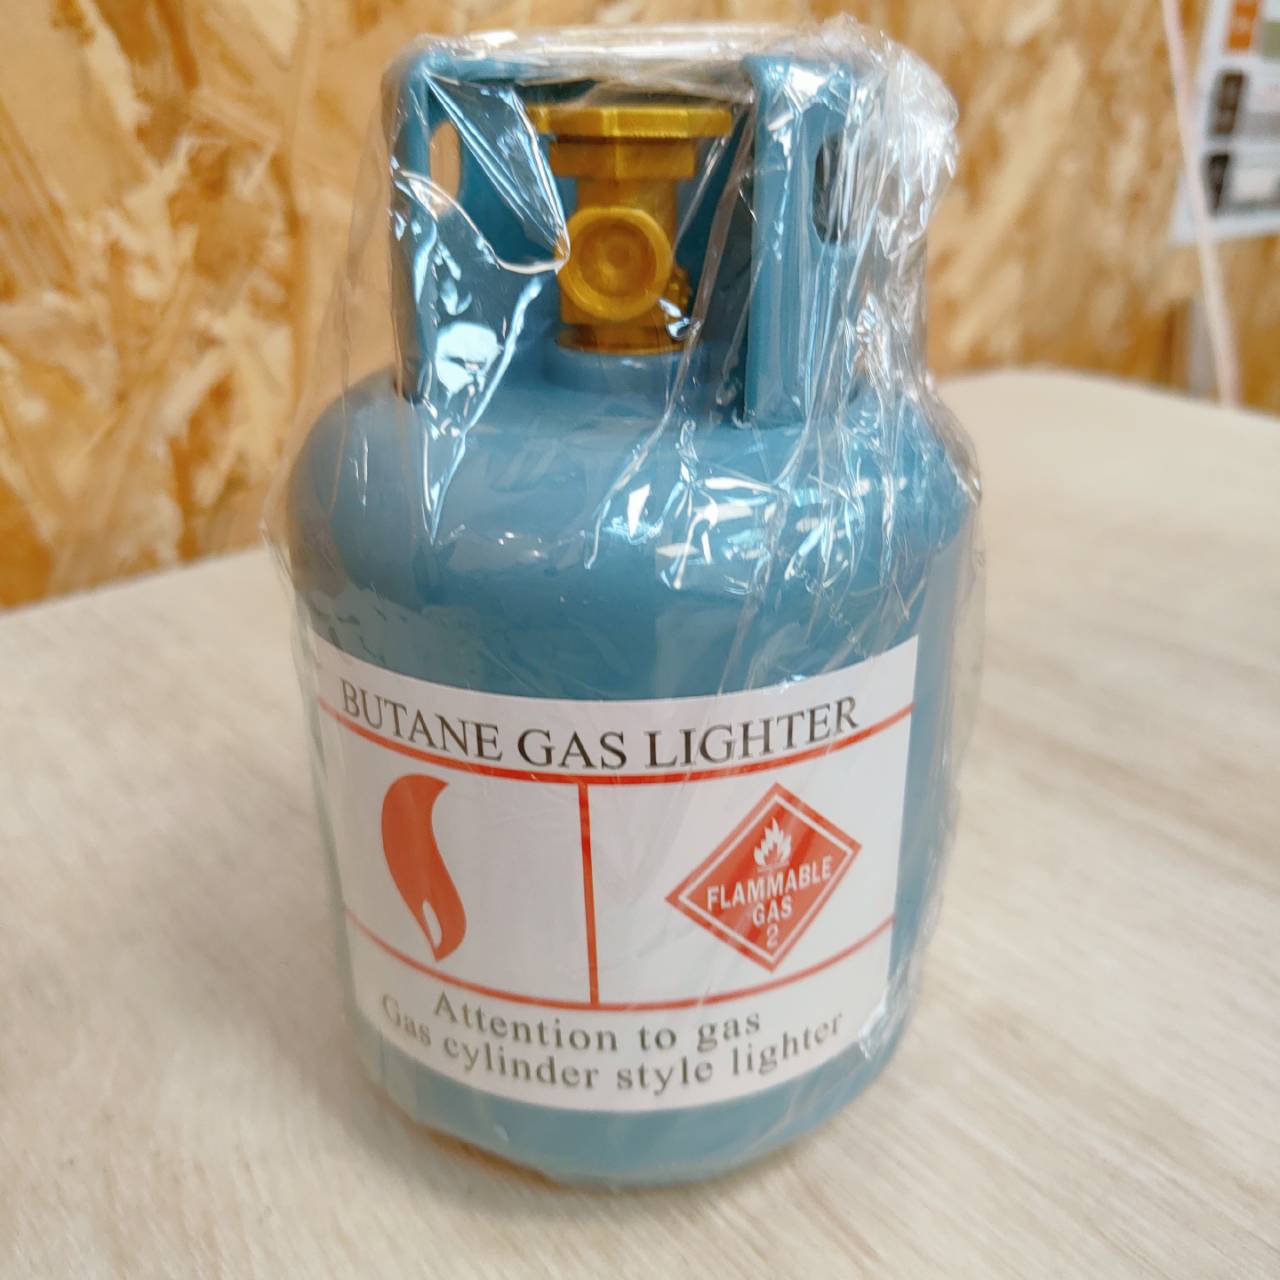 BUTANE GAS LIGHTER
FLAMMABLE
GAS
2
Attention to gas
Gas cylinder style lighter